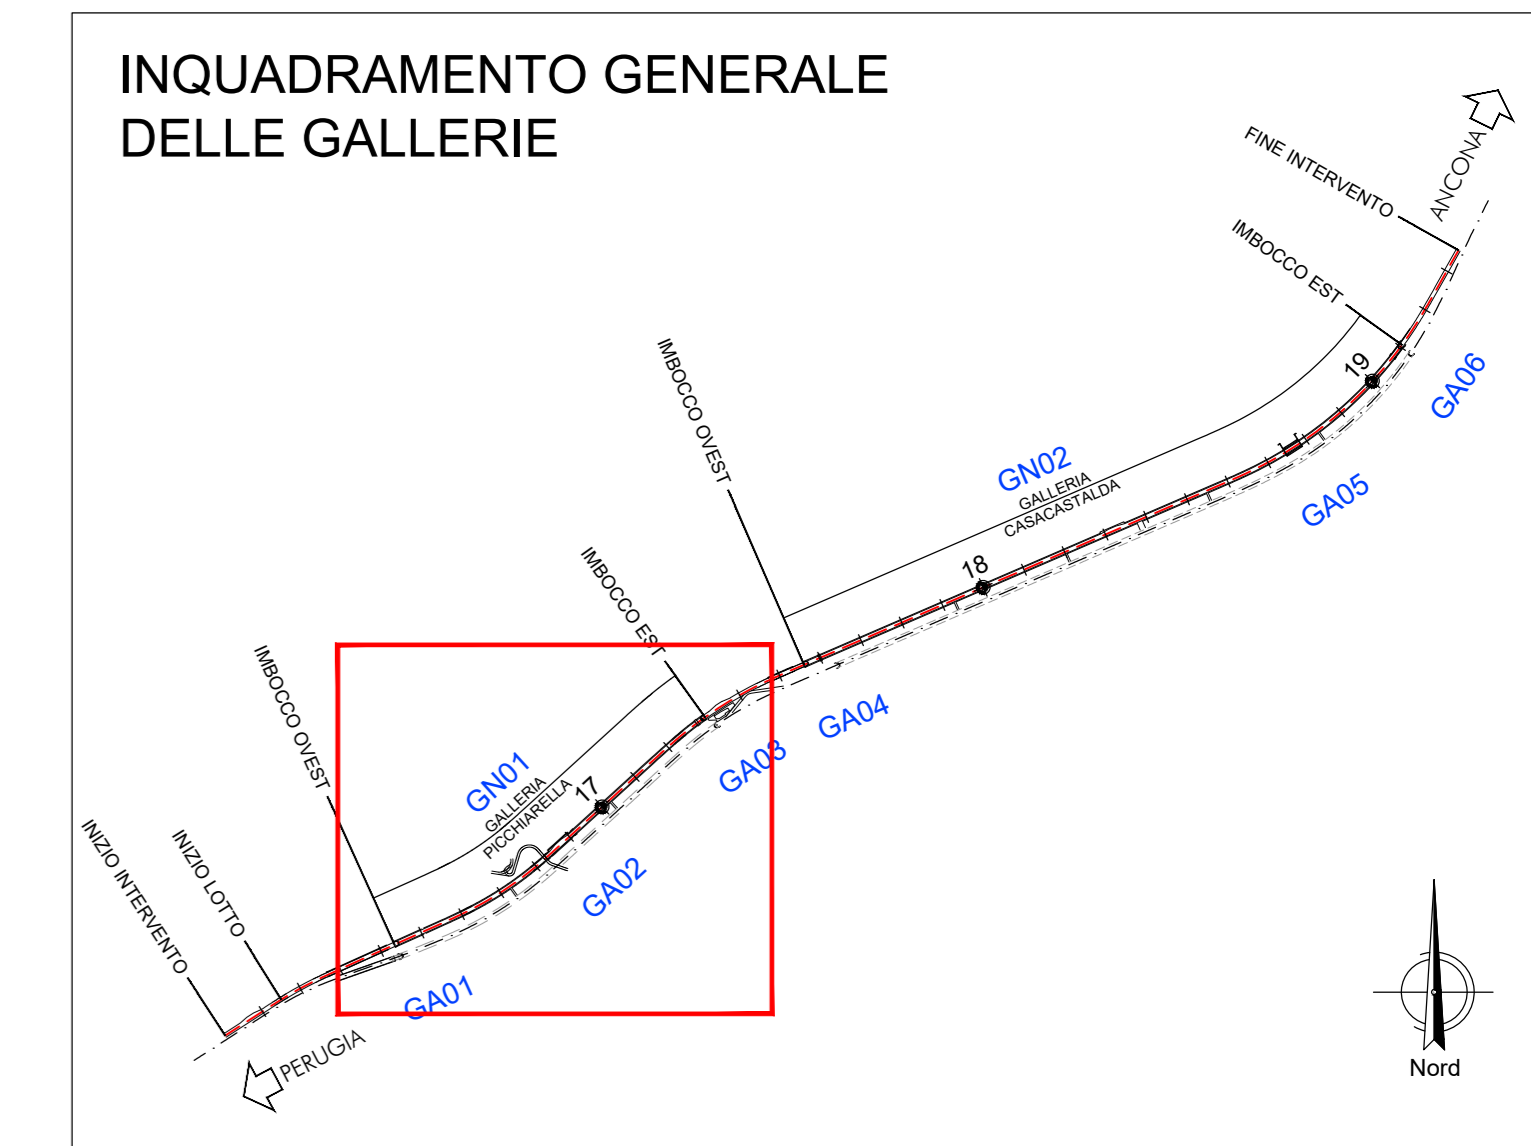 INQUADRAMENTO GENERALE
DELLE GALLERIE
ANCONA
FINE INTERVENTO
IMBOCCO EST
19
GA06
IMBOCCO OVEST
GN02
GALLERIA
CASACASTALDA
GA05
18
IMBOCCO EST
GA04
IMBOCCO OVEST
GA03
GN01
GALLERIA
PICCHIARELLA
17
GA02
INIZIO LOTTO
INIZIO INTERVENTO
GA01
PERUGIA
Nord